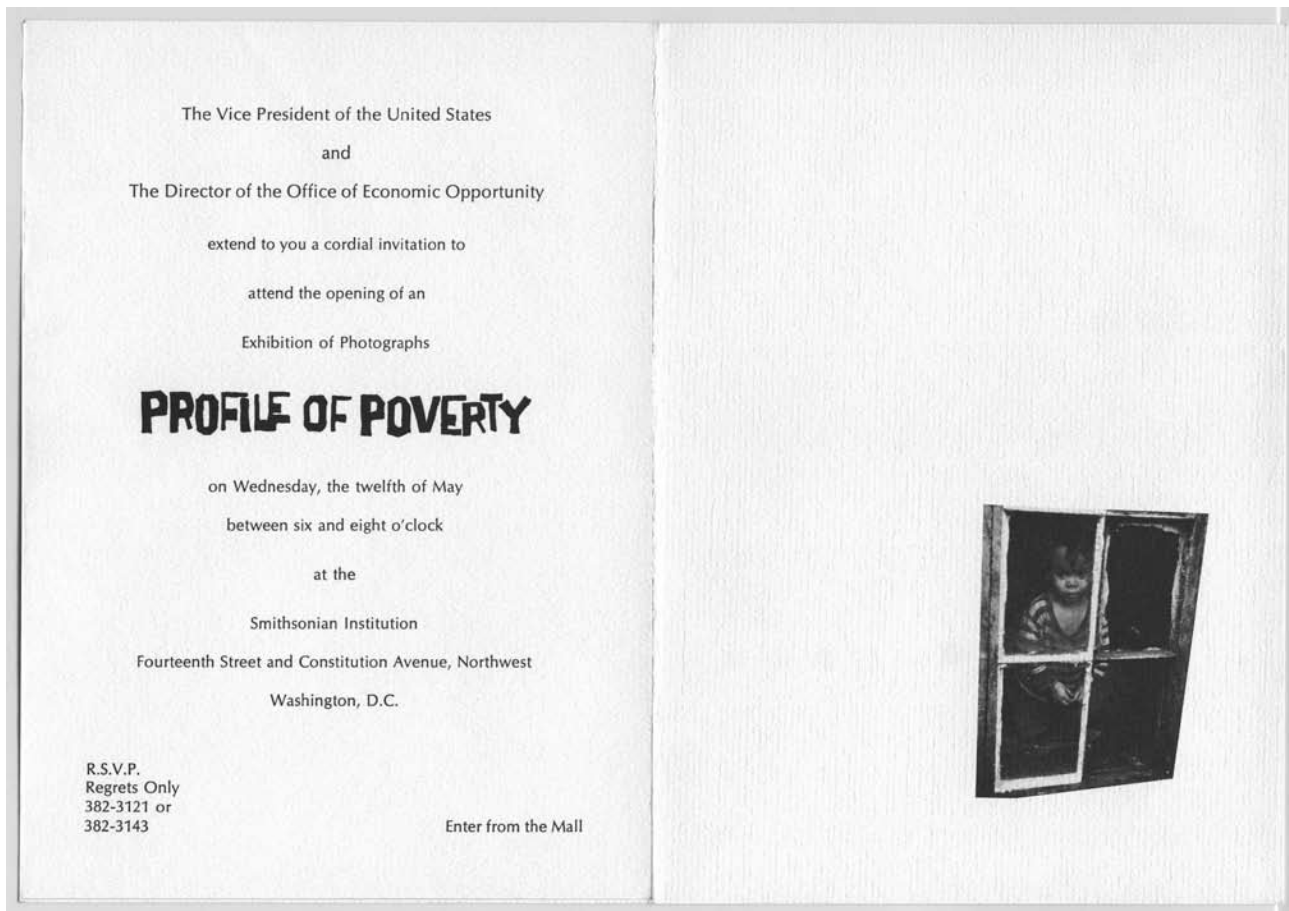 The Vice President of the United States
and
The Director of the Office of Economic Opportunity
extend to you a cordial invitation to
attend the opening of an
Exhibition of Photographs
PROFILE OF POVERTY
on Wednesday, the twelfth of May
between six and eight o'clock
at the
Smithsonian Institution
Fourteenth Street and Constitution Avenue, Northwest
Washington, D.C.
R.S.V.P.
Regrets Only
382-3121 or
382-3143
Enter from the Mall